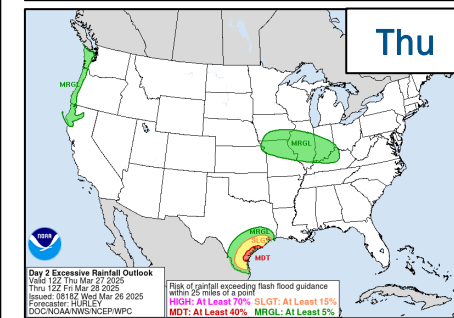 Thu
MRGL
MRGL
MRGL
SLGT
MDT
NOAA
Day 2 Excessive Rainfall Outlook
Valid 12Z Thu Mar 27 2025
Thru 12Z Fri Mar 28 2025
Issued: 0818Z Wed Mar 26 2025
Forecaster: HURLEY
DOC/NOAA/NWS/NCEP/WPC
Risk of rainfall exceeding flash flood guidance
within 25 miles of a point
HIGH: At Least 70% SLGT: At Least 15%
MDT: At Least 40% MRGL: At Least 5%